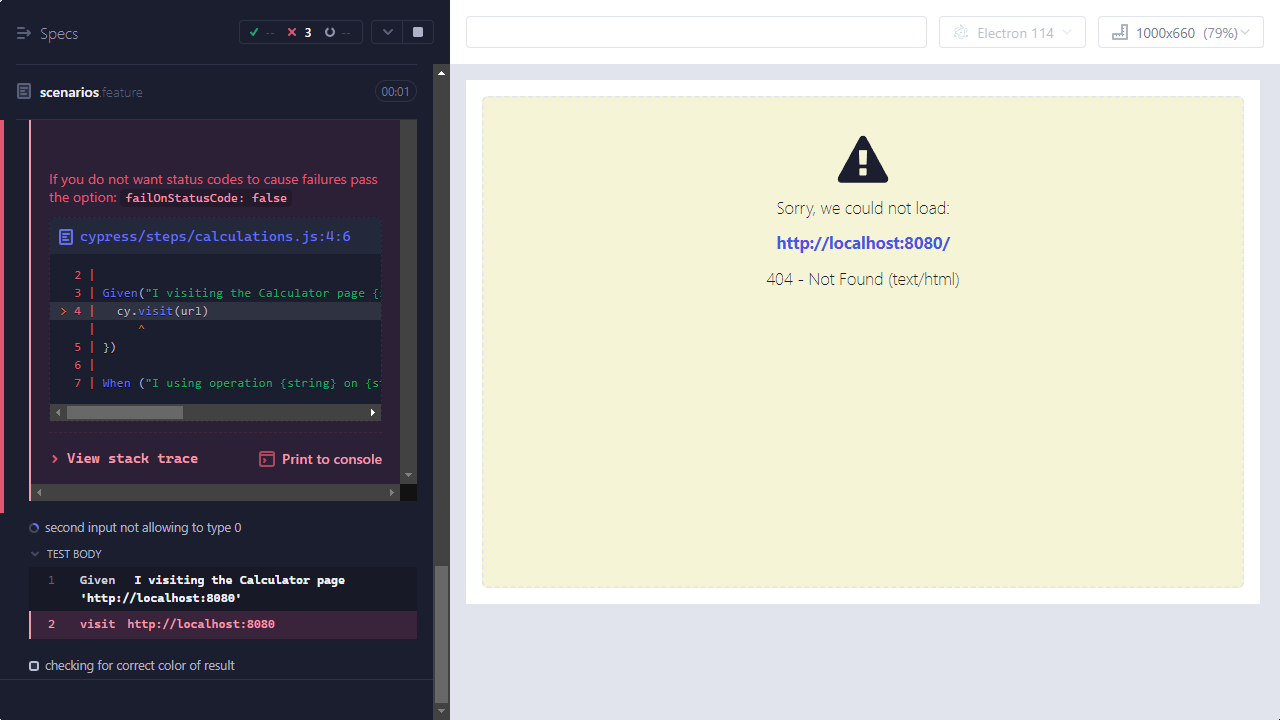 Specs
-- 3 --
scenarios.feature 00:01
If you do not want status codes to cause failures pass
the option: failOnStatusCode: false
cypress/steps/calculations.js:4:6
2 |
3 | Given("I visiting the Calculator page {
> 4 | cy.visit(url)
| ^
5 | })
6 |
7 | When ("I using operation {string} on {s
View stack trace Print to console
second input not allowing to type 0
TEST BODY
1 Given I visiting the Calculator page
'http://localhost:8080'
2 visit http://localhost:8080
checking for correct color of result
Electron 114
1000x660 (79%)
Sorry, we could not load:
http://localhost:8080/
404 - Not Found (text/html)